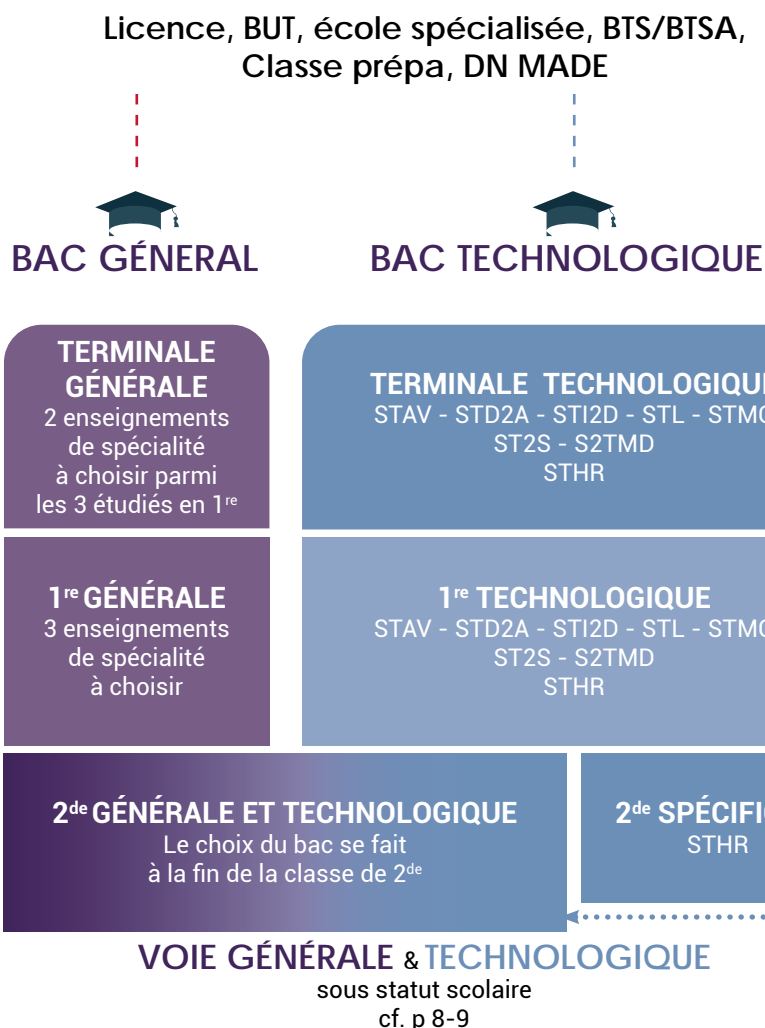 Licence, BUT, école spécialisée, BTS/BTSA,
Classe prépa, DN MADE
BAC GÉNERAL
BAC TECHNOLOGIQUE
TERMINALE
GÉNÉRALE
2 enseignements
de spécialité
à choisir parmi
les 3 étudiés en 1re
TERMINALE TECHNOLOGIQU
STAV - STD2A - STI2D - STL - STM
ST2S - S2TMD
STHR
1re GÉNÉRALE
3 enseignements
de spécialité
à choisir
1re TECHNOLOGIQUE
STAV - STD2A - STI2D - STL - STM
ST2S - S2TMD
STHR
2de GÉNÉRALE ET TECHNOLOGIQUE
Le choix du bac se fait
à la fin de la classe de 2de
2de SPÉCIFI
STHR
VOIE GÉNÉRALE & TECHNOLOGIQUE
sous statut scolaire
cf. p 8-9